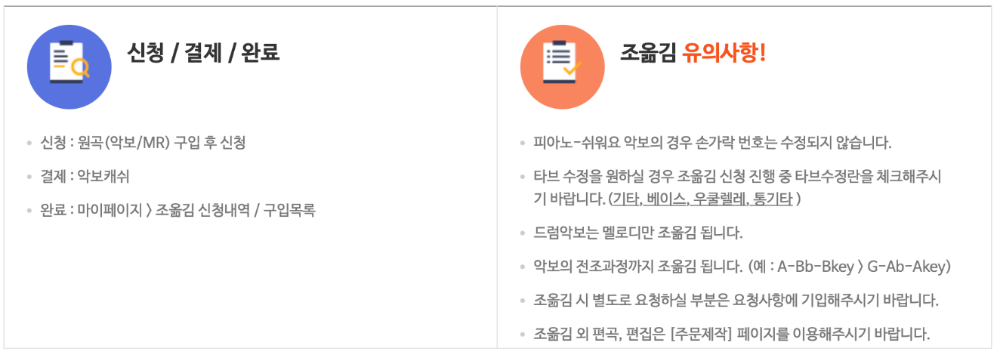 신청 / 결제 / 완료
신청 : 원곡(악보/MR) 구입 후 신청
결제 : 악보캐쉬
완료 : 마이페이지 > 조옮김 신청내역 / 구입목록
조옮김 유의사항!
피아노-쉬워요 악보의 경우 손가락 번호는 수정되지 않습니다.
타브 수정을 원하실 경우 조옮김 신청 진행 중 타브수정란을 체크해주시
기 바랍니다.(기타, 베이스, 우쿨렐레, 통기타 )
드럼악보는 멜로디만 조옮김 됩니다.
악보의 전조과정까지 조옮김 됩니다. (예 : A-Bb-Bkey > G-Ab-Akey)
조옮김 시 별도로 요청하실 부분은 요청사항에 기입해주시기 바랍니다.
조옮김 외 편곡, 편집은 [주문제작] 페이지를 이용해주시기 바랍니다.